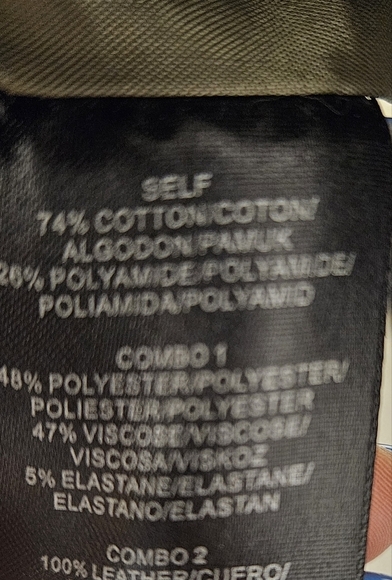 SELF
74% COTTON/COTON/
ALGODON/PAMUK
26% POLYAMIDE/POLYAMIDE/
POLIAMIDA/POLYAMID
COMBO 1
48% POLYESTER/POLYESTER/
POLIESTER/POLYESTER
47% VISCOSE/VISCOSE/
VISCOSA/VISKOZ
5% ELASTANE/ELASTANE/
ELASTANO/ELASTAN
COMBO 2
100% LEATHER/CUERO/